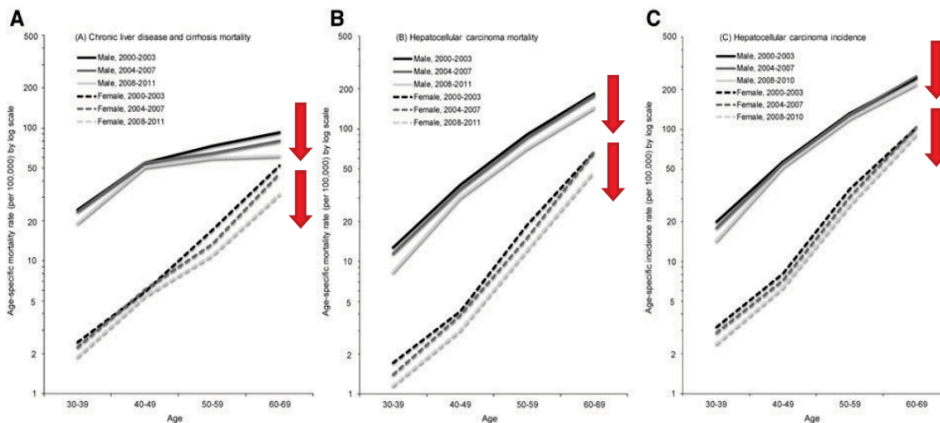 A
(A) Chronic liver disease and cirrhosis mortality
Age-specific mortality rate (per 100,000) by log scale
500
200
100
50
20
10
5
2
1
Male, 2000-2003
Male, 2004-2007
Male, 2008-2011
Female, 2000-2003
Female, 2004-2007
Female, 2008-2011
30-39 40-49 50-59 60-69
Age
B
(B) Hepatocellular carcinoma mortality
Age-specific mortality rate (per 100,000) by log scale
500
200
100
50
20
10
5
2
1
Male, 2000-2003
Male, 2004-2007
Male, 2008-2011
Female, 2000-2003
Female, 2004-2007
Female, 2008-2011
30-39 40-49 50-59 60-69
Age
C
(C) Hepatocellular carcinoma incidence
Age-specific incidence rate (per 100,000) by log scale
500
200
100
50
20
10
5
2
1
Male, 2000-2003
Male, 2004-2007
Male, 2008-2010
Female, 2000-2003
Female, 2004-2007
Female, 2008-2010
30-39 40-49 50-59 60-69
Age